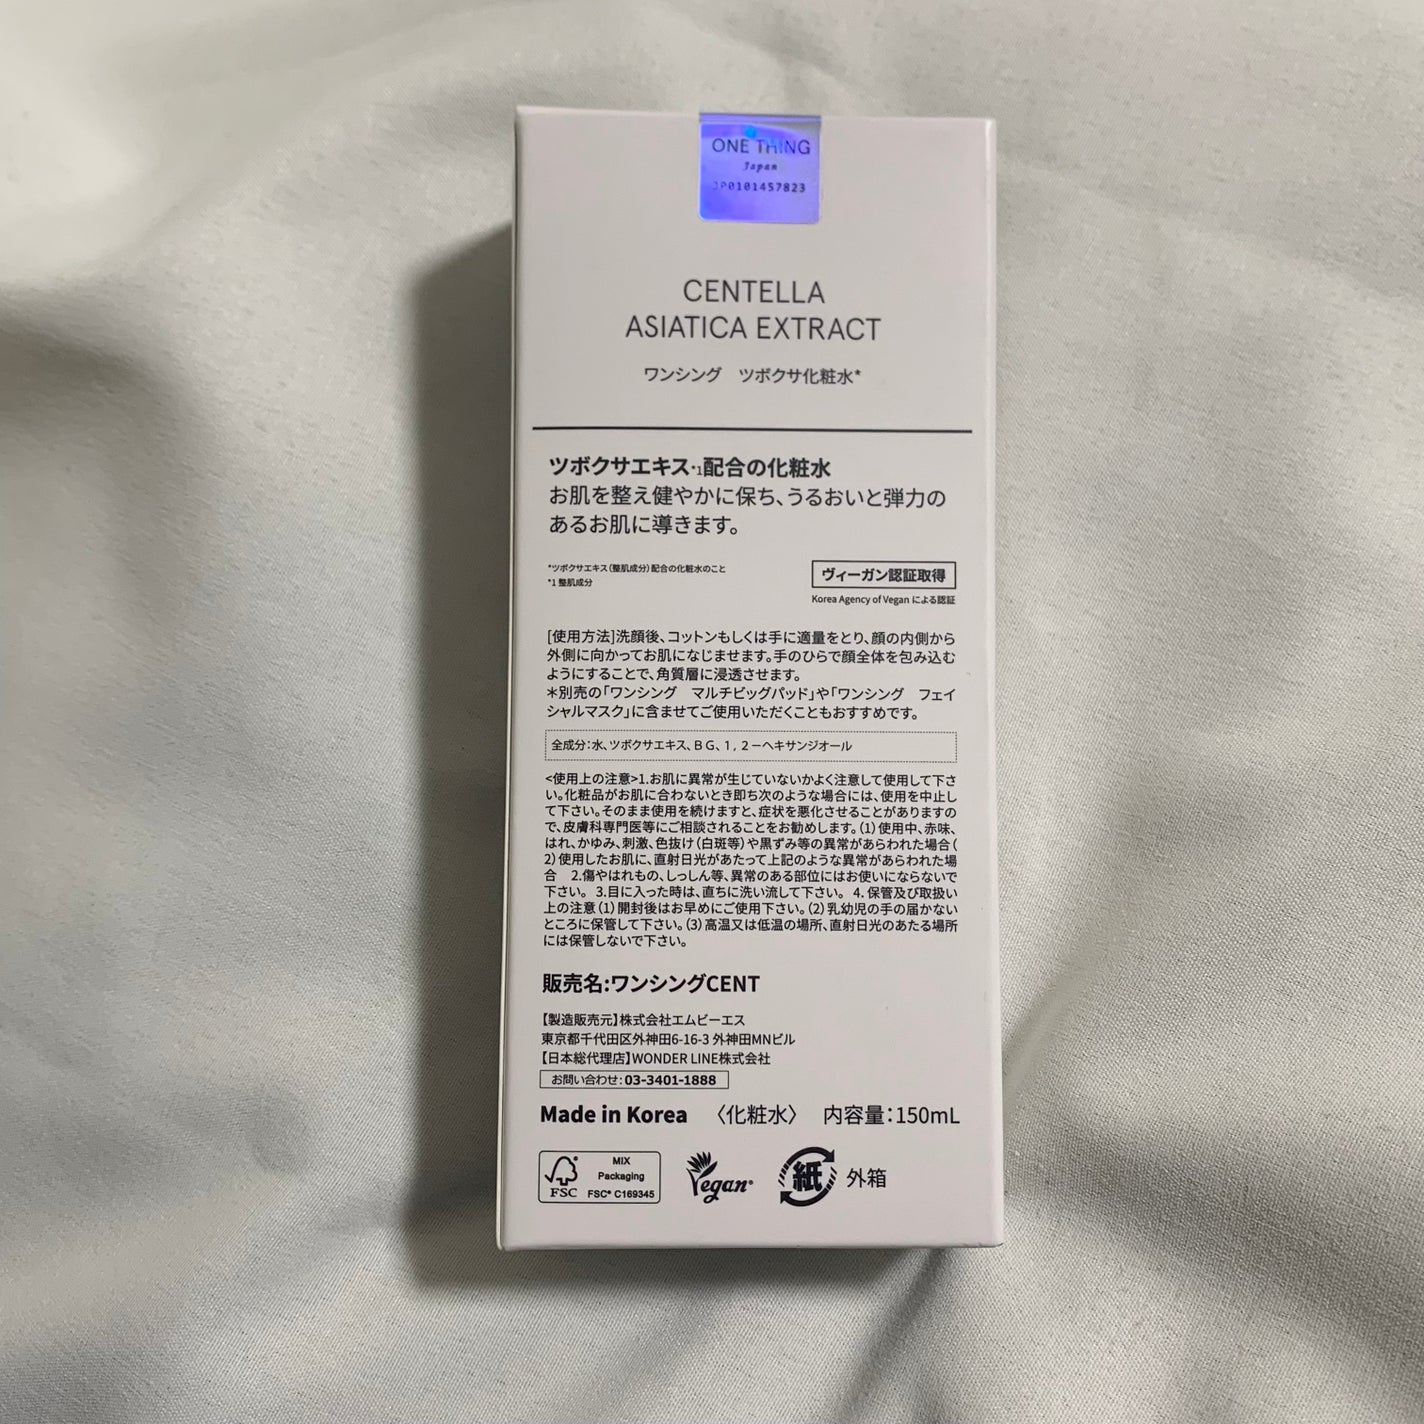 ONE THING
Japan
JP0101457823
CENTELLA
ASIATICA EXTRACT
ワンシング　ツボクサ化粧水*
ツボクサエキス*1配合の化粧水
お肌を整え健やかに保ち、うるおいと弾力の
あるお肌に導きます。
*ツボクサエキス(整肌成分)配合の化粧水のこと
*1 整肌成分
ヴィーガン認証取得
Korea Agency of Vegan による認証
[使用方法]洗顔後、コットンもしくは手に適量をとり、顔の内側から
外側に向かってお肌になじませます。手のひらで顔全体を包み込む
ようにすることで、角質層に浸透させます。
＊別売の「ワンシング　マルチビッグパッド」や「ワンシング　フェイ
シャルマスク」に含ませてご使用いただくこともおすすめです。
全成分：水、ツボクサエキス、ＢＧ、１，２－ヘキサンジオール
<使用上の注意>1.お肌に異常が生じていないかよく注意して使用して下さ
い。化粧品がお肌に合わないとき即ち次のような場合には、使用を中止し
て下さい。そのまま使用を続けますと、症状を悪化させることがありますの
で、皮膚科専門医等にご相談されることをお勧めします。(1)使用中、赤味、
はれ、かゆみ、刺激、色抜け(白斑等)や黒ずみ等の異常があらわれた場合(
2)使用したお肌に、直射日光があたって上記のような異常があらわれた場
合　2.傷やはれもの、しっしん等、異常のある部位にはお使いにならないで
下さい。 3.目に入った時は、直ちに洗い流して下さい。 4.保管及び取扱い
上の注意(1)開封後はお早めにご使用下さい。(2)乳幼児の手の届かない
ところに保管して下さい。(3)高温又は低温の場所、直射日光のあたる場所
には保管しないで下さい。
販売名:ワンシングCENT
【製造販売元】株式会社エムビーエス
東京都千代田区外神田6-16-3 外神田MNビル
【日本総代理店】WONDER LINE株式会社
お問い合わせ：03-3401-1888
Made in Korea　〈化粧水〉　内容量：150mL
FSC
MIX
Packaging
FSC® C169345
Vegan®
紙 外箱